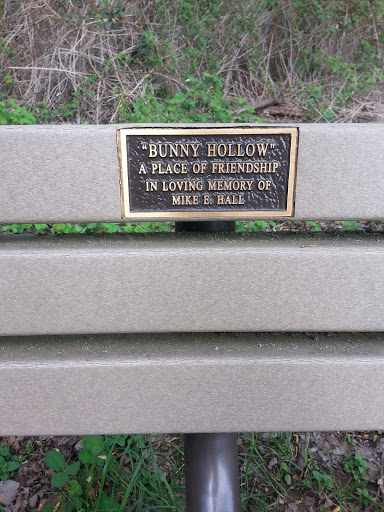 "BUNNY HOLLOW"
A PLACE OF FRIENDSHIP
IN LOVING MEMORY OF
MIKE E. HALL